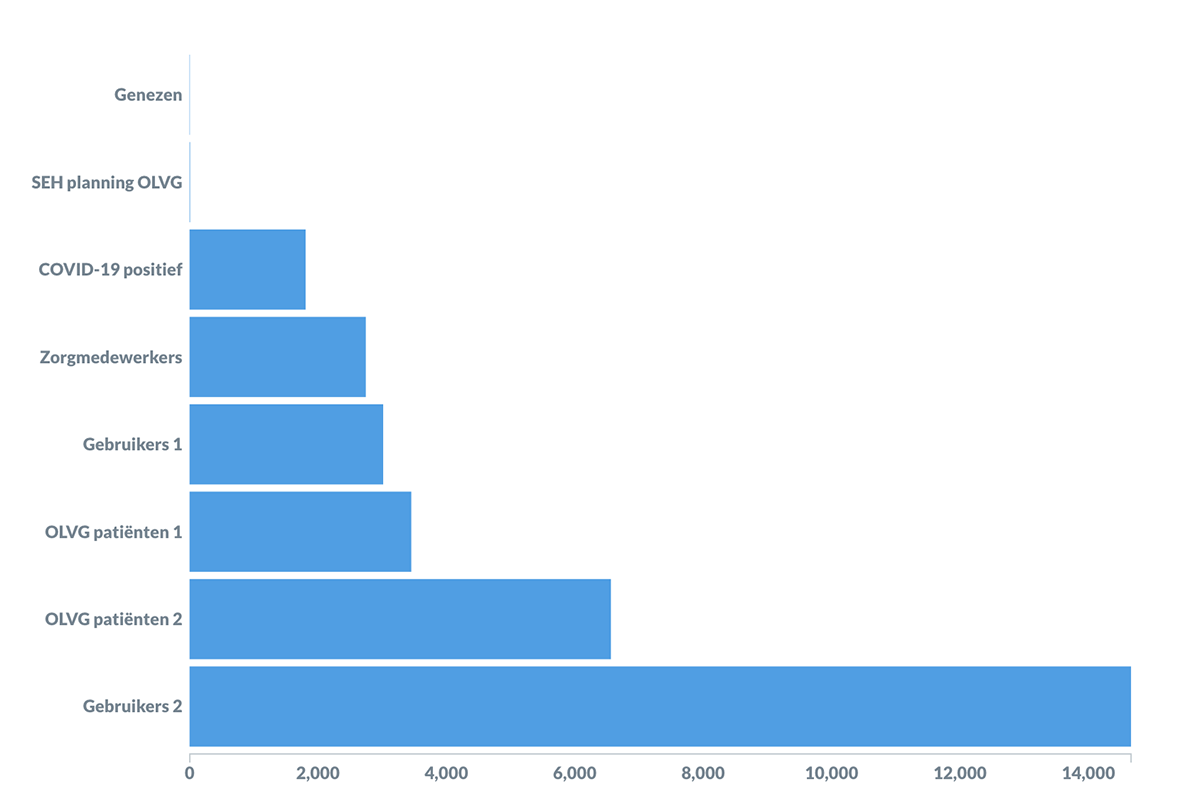 Genezen
SEH planning OLVG
COVID-19 positief
Zorgmedewerkers
Gebruikers 1
OLVG patiënten 1
OLVG patiënten 2
Gebruikers 2
0 2,000 4,000 6,000 8,000 10,000 12,000 14,000